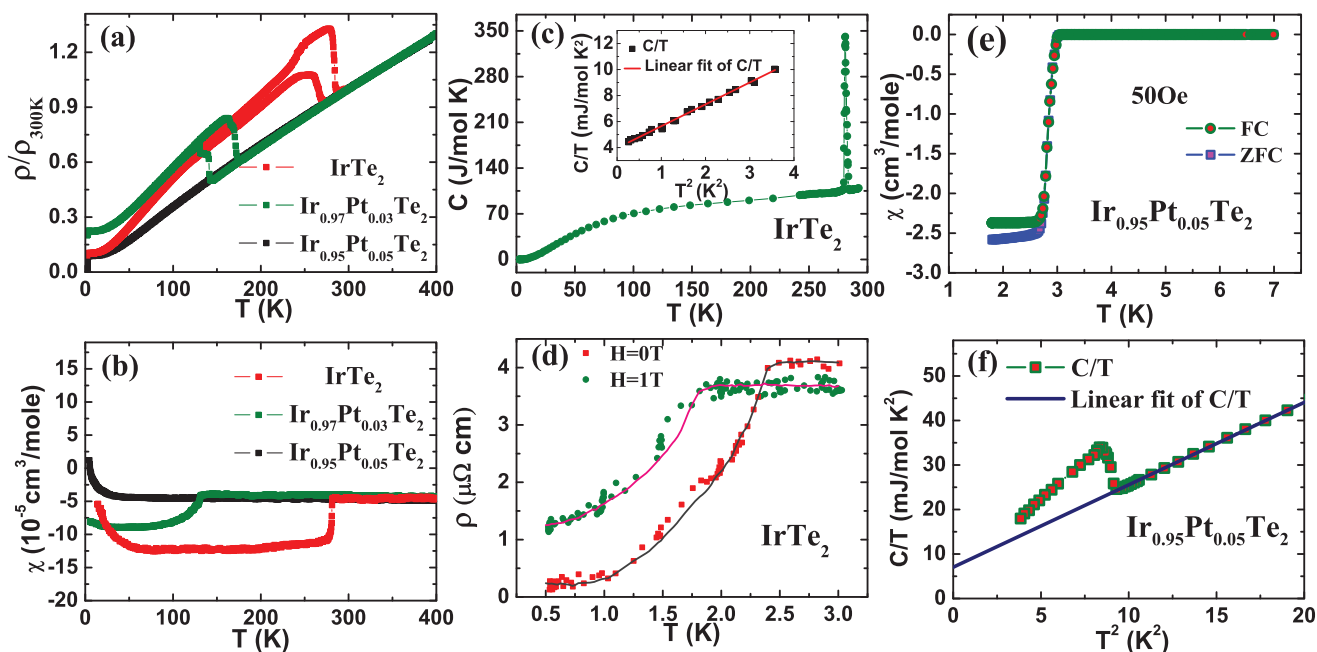 (a)
1.2
0.9
0.6
0.3
0.0
ρ/ρ300K
IrTe2
Ir0.97Pt0.03Te2
Ir0.95Pt0.05Te2
0 100 200 300 400
T (K)
(b)
15
10
5
0
-5
-10
-15
-20
χ (10-5cm3/mole)
IrTe2
Ir0.97Pt0.03Te2
Ir0.95Pt0.05Te2
0 100 200 300 400
T (K)
(c)
350
280
210
140
70
0
C (J/mol K)
12
10
8
6
4
2
C/T (mJ/mol K2)
C/T
Linear fit of C/T
0 1 2 3 4
T2 (K2)
IrTe2
0 50 100 150 200 250 300
T (K)
(d)
H=0T
H=1T
4
2
0
ρ (μΩ cm)
IrTe2
0.5 1.0 1.5 2.0 2.5 3.0
T (K)
(e)
0.0
-0.5
-1.0
-1.5
-2.0
-2.5
-3.0
χ (cm3/mole)
50Oe
FC
ZFC
Ir0.95Pt0.05Te2
1 2 3 4 5 6 7
T (K)
(f)
50
40
30
20
10
0
C/T (mJ/mol K2)
C/T
Linear fit of C/T
Ir0.95Pt0.05Te2
0 5 10 15 20
T2 (K2)